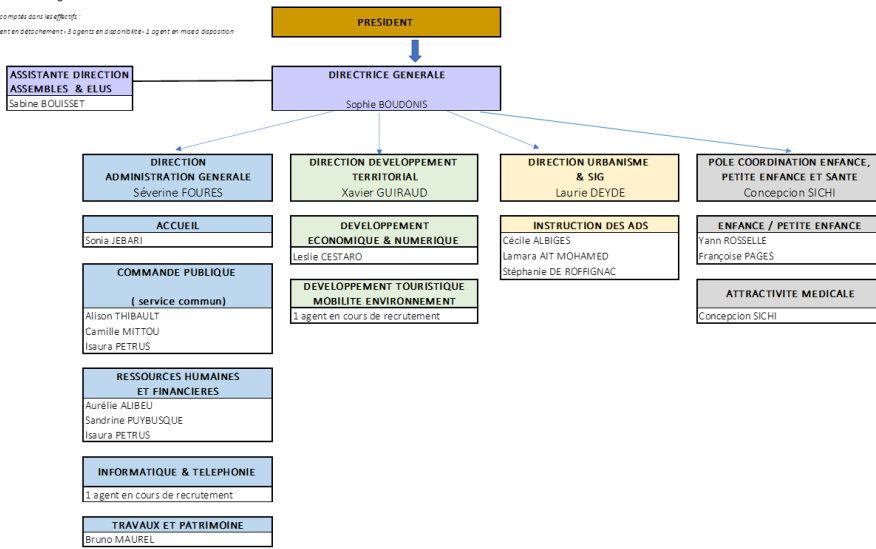 comptés dans les effectifs :
en détachement - 3 agents en disponibilité - 1 agent en mise à disposition
PRESIDENT
ASSISTANTE DIRECTION
ASSEMBLES & ELUS
Sabine BOUISSET
DIRECTRICE GENERALE
Sophie BOUDONIS
DIRECTION
ADMINISTRATION GENERALE
Séverine FOURES
ACCUEIL
Sonia JEBARI
COMMANDE PUBLIQUE
( service commun)
Alison THIBAULT
Camille MITTOU
Isaura PETRUS
RESSOURCES HUMAINES
ET FINANCIERES
Aurélie ALIBEU
Sandrine PUYBUSQUE
Isaura PETRUS
INFORMATIQUE & TELEPHONIE
1 agent en cours de recrutement
TRAVAUX ET PATRIMOINE
Bruno MAUREL
DIRECTION DEVELOPPEMENT
TERRITORIAL
Xavier GUIRAUD
DEVELOPPEMENT
ECONOMIQUE & NUMERIQUE
Leslie CESTARO
DEVELOPPEMENT TOURISTIQUE
MOBILITE ENVIRONNEMENT
1 agent en cours de recrutement
DIRECTION URBANISME
& SIG
Laurie DEYDE
INSTRUCTION DES ADS
Cécile ALBIGES
Lamara AIT MOHAMED
Stéphanie DE ROFFIGNAC
POLE COORDINATION ENFANCE,
PETITE ENFANCE ET SANTE
Concepcion SICHI
ENFANCE / PETITE ENFANCE
Yann ROSSELLE
Françoise PAGES
ATTRACTIVITE MEDICALE
Concepcion SICHI